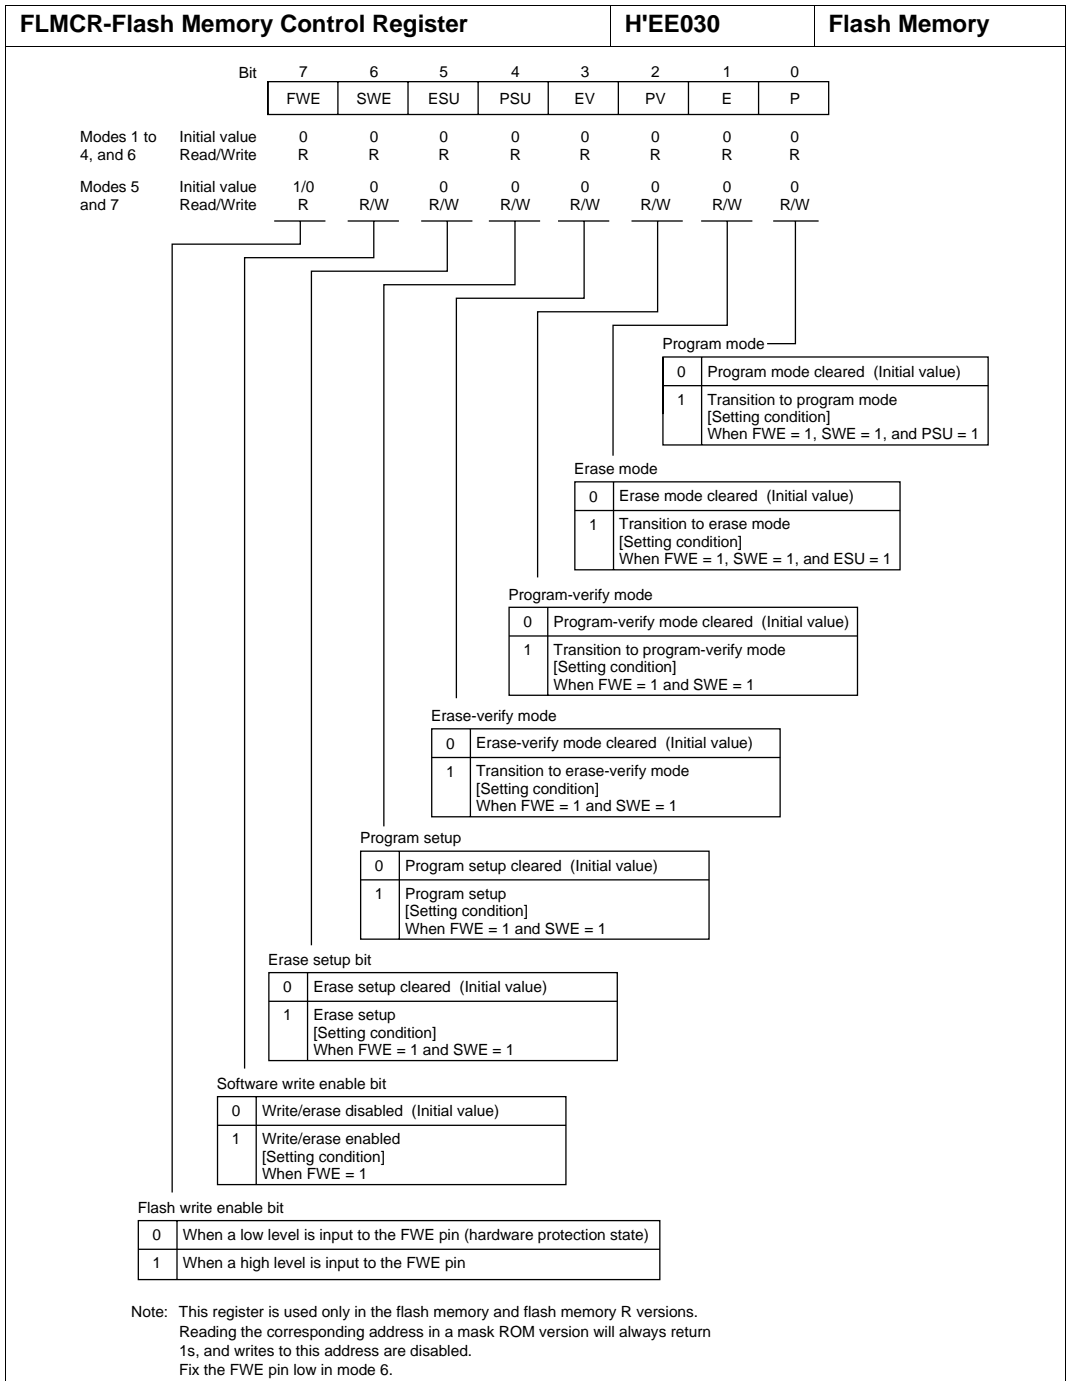 FLMCR-Flash Memory Control Register H'EE030 Flash Memory
Bit 7 6 5 4 3 2 1 0
FWE SWE ESU PSU EV PV E P
Modes 1 to Initial value 0 0 0 0 0 0 0 0
4, and 6 Read/Write R R R R R R R R
Modes 5 Initial value 1/0 0 0 0 0 0 0 0
and 7 Read/Write R R/W R/W R/W R/W R/W R/W R/W
Program mode
0 Program mode cleared (Initial value)
1 Transition to program mode
[Setting condition]
When FWE = 1, SWE = 1, and PSU = 1
Erase mode
0 Erase mode cleared (Initial value)
1 Transition to erase mode
[Setting condition]
When FWE = 1, SWE = 1, and ESU = 1
Program-verify mode
0 Program-verify mode cleared (Initial value)
1 Transition to program-verify mode
[Setting condition]
When FWE = 1 and SWE = 1
Erase-verify mode
0 Erase-verify mode cleared (Initial value)
1 Transition to erase-verify mode
[Setting condition]
When FWE = 1 and SWE = 1
Program setup
0 Program setup cleared (Initial value)
1 Program setup
[Setting condition]
When FWE = 1 and SWE = 1
Erase setup bit
0 Erase setup cleared (Initial value)
1 Erase setup
[Setting condition]
When FWE = 1 and SWE = 1
Software write enable bit
0 Write/erase disabled (Initial value)
1 Write/erase enabled
[Setting condition]
When FWE = 1
Flash write enable bit
0 When a low level is input to the FWE pin (hardware protection state)
1 When a high level is input to the FWE pin
Note: This register is used only in the flash memory and flash memory R versions.
Reading the corresponding address in a mask ROM version will always return
1s, and writes to this address are disabled.
Fix the FWE pin low in mode 6.